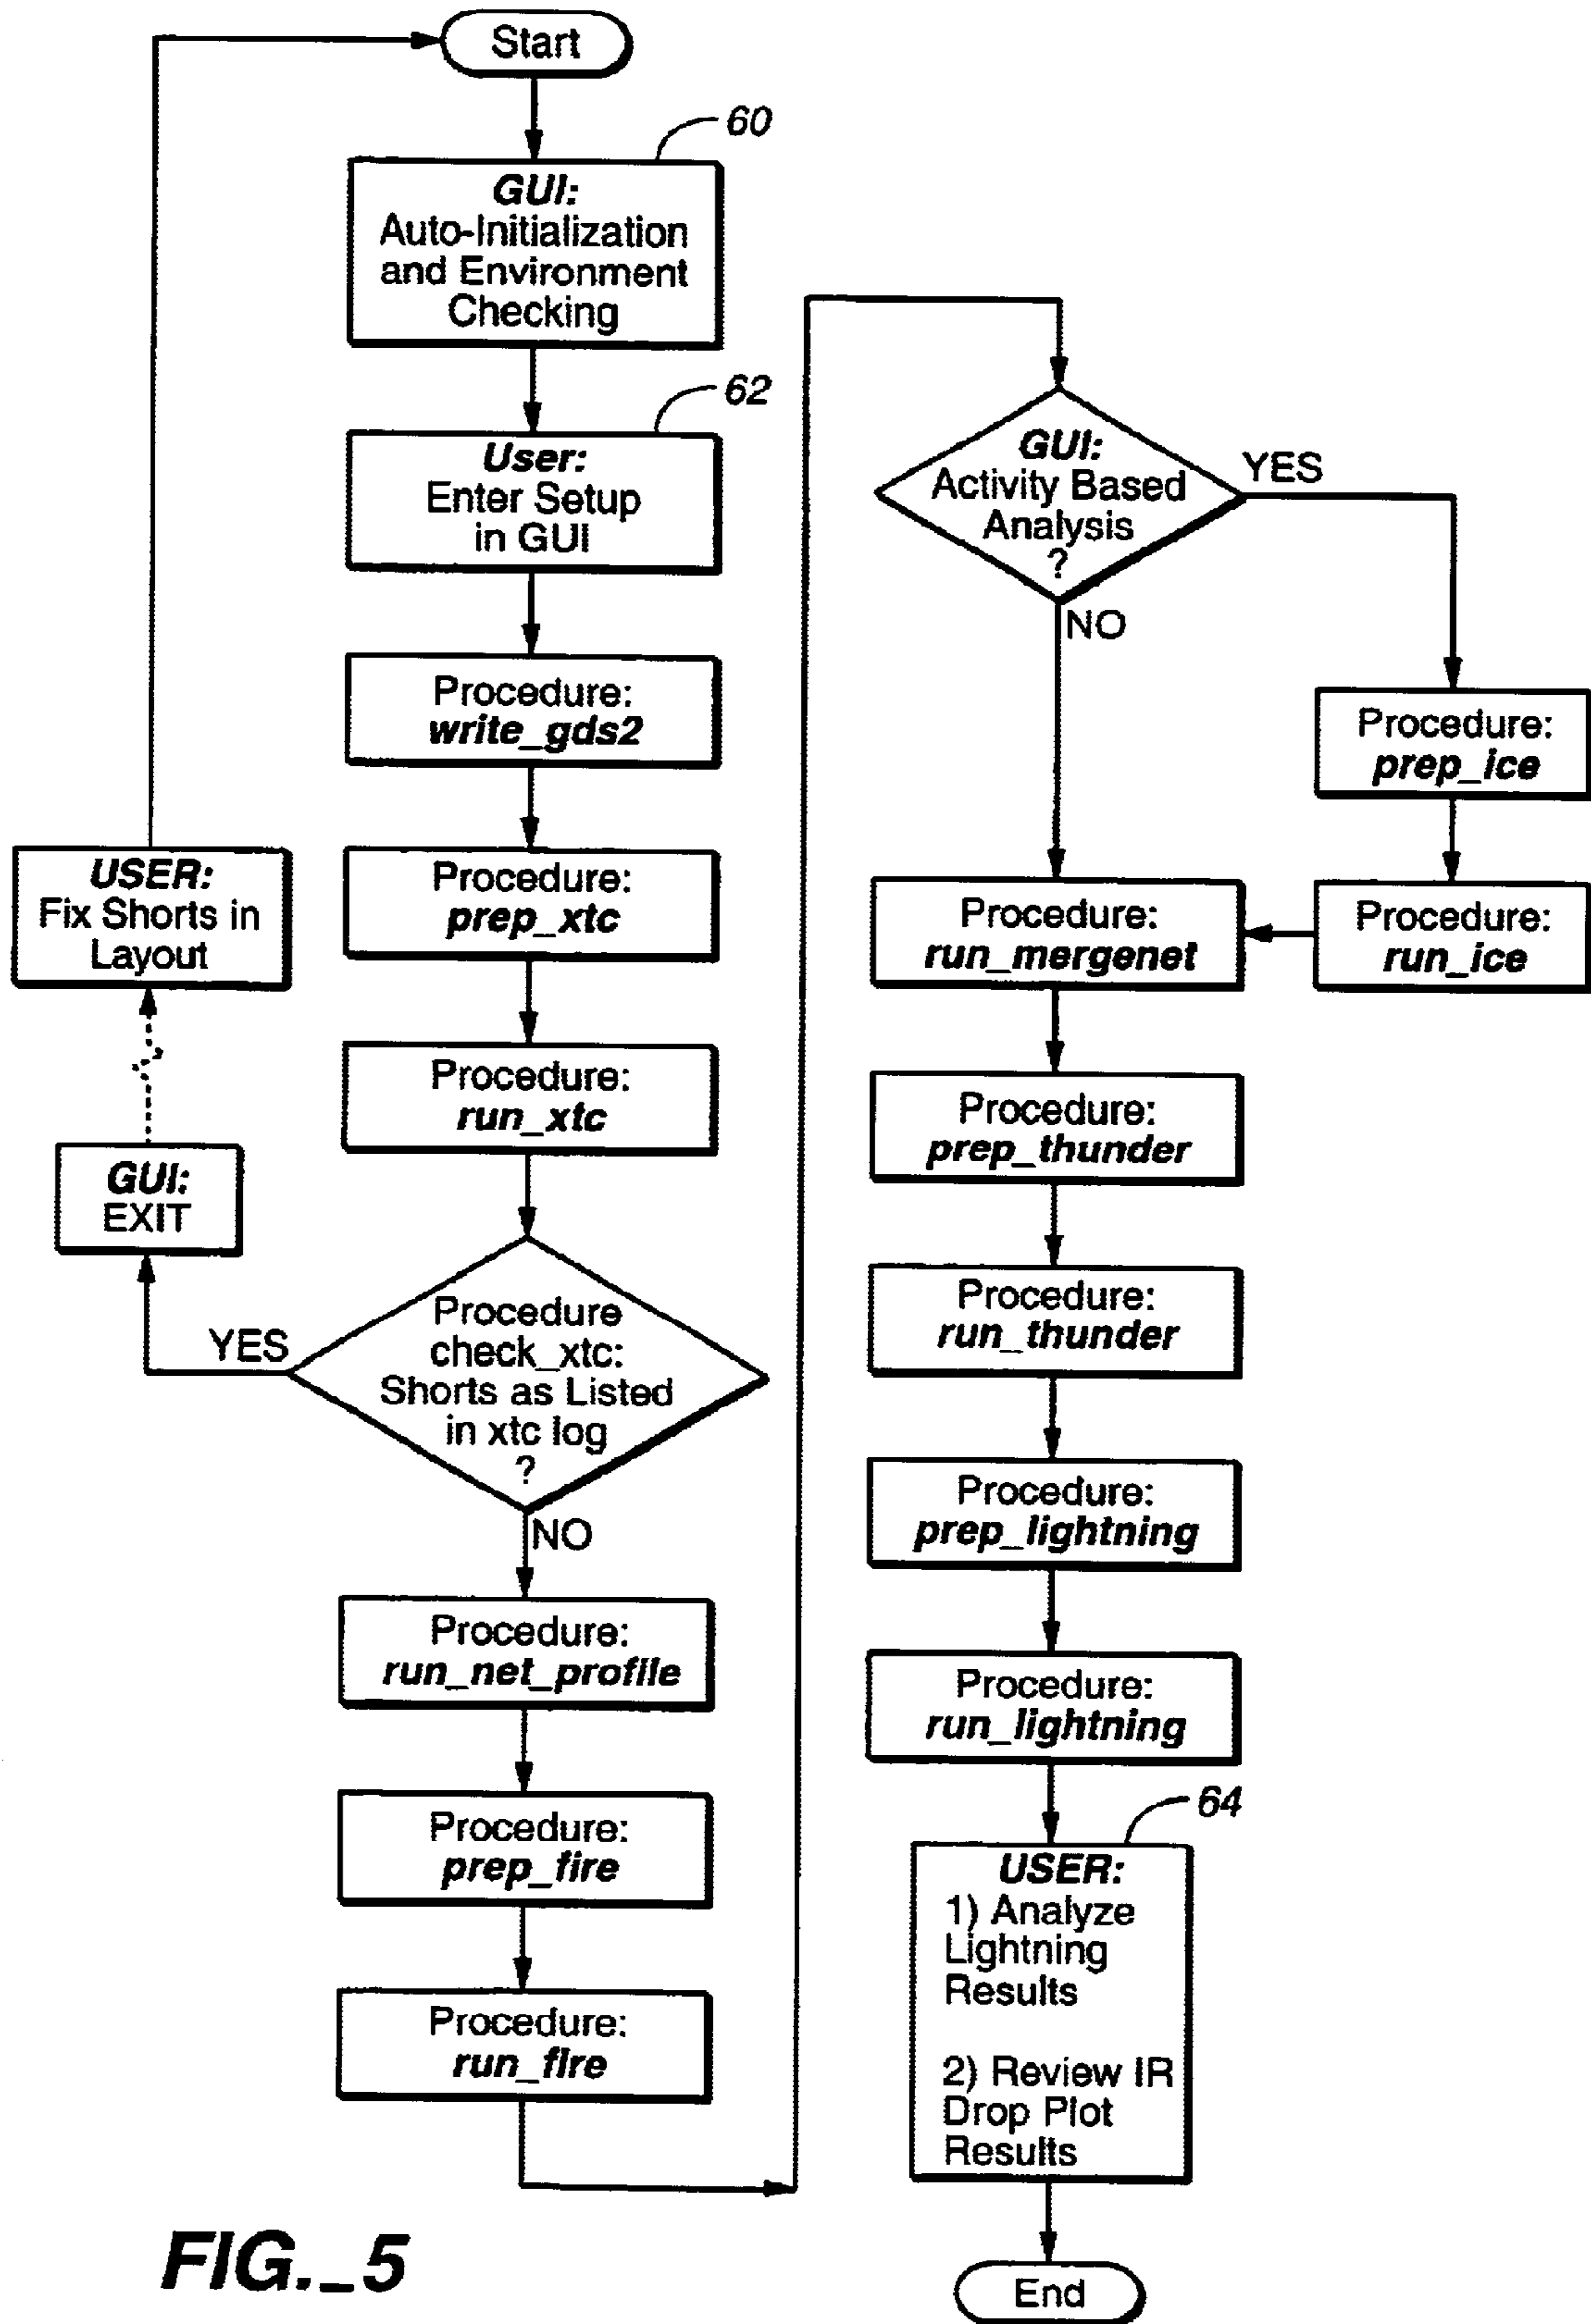 Start
60
GUI:
Auto-Initialization
and Environment
Checking
62
User:
Enter Setup
in GUI
Procedure:
write_gds2
Procedure:
prep_xtc
Procedure:
run_xtc
Procedure
check_xtc:
Shorts as Listed
in xtc log
?
YES
NO
GUI:
EXIT
USER:
Fix Shorts in
Layout
Procedure:
run_net_profile
Procedure:
prep_fire
Procedure:
run_fire
GUI:
Activity Based
Analysis
?
YES
NO
Procedure:
prep_ice
Procedure:
run_ice
Procedure:
run_mergenet
Procedure:
prep_thunder
Procedure:
run_thunder
Procedure:
prep_lightning
Procedure:
run_lightning
64
USER:
1) Analyze
Lightning
Results
2) Review IR
Drop Plot
Results
End
FIG._5